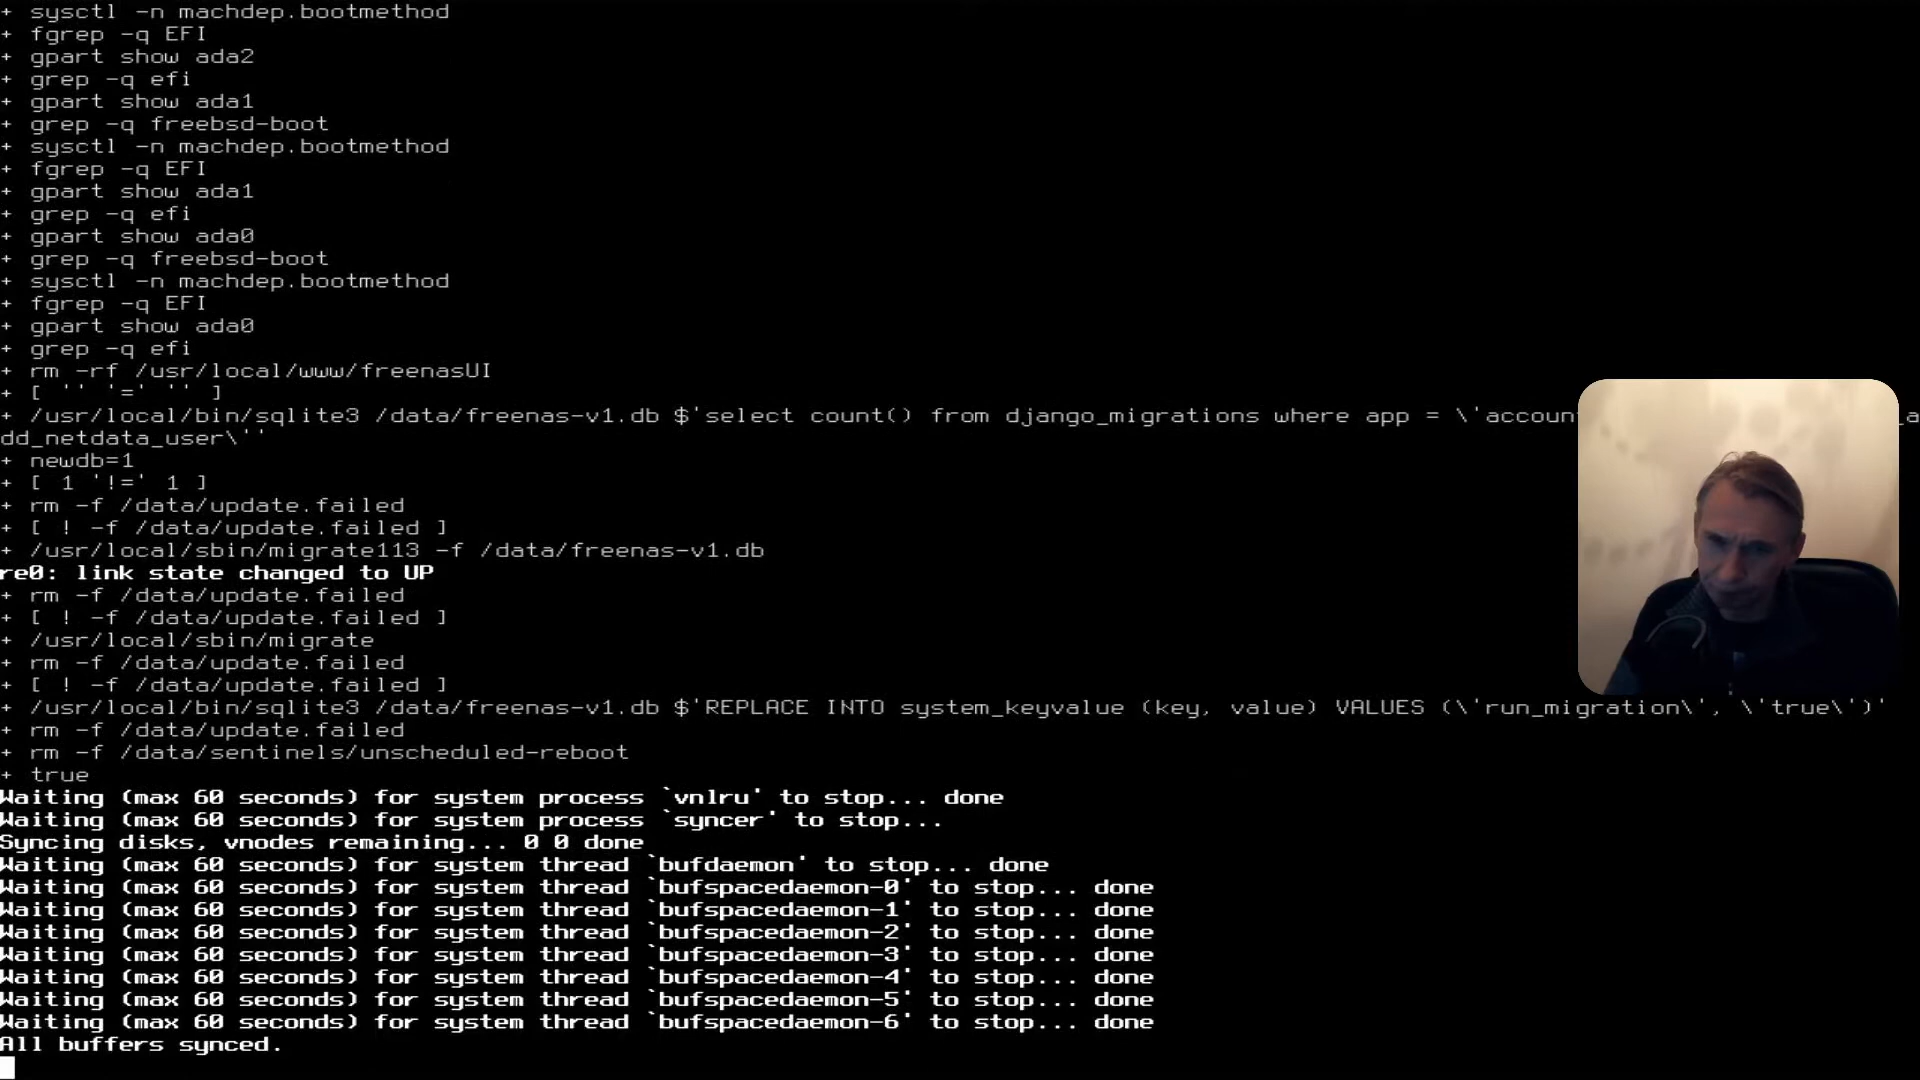 + sysctl -n machdep.bootmethod
+ fgrep -q EFI
+ gpart show ada2
+ grep -q efi
+ gpart show ada1
+ grep -q freebsd-boot
+ sysctl -n machdep.bootmethod
+ fgrep -q EFI
+ gpart show ada1
+ grep -q efi
+ gpart show ada0
+ grep -q freebsd-boot
+ sysctl -n machdep.bootmethod
+ fgrep -q EFI
+ gpart show ada0
+ grep -q efi
+ rm -rf /usr/local/www/freenasUI
+ [ '' '=' '' ]
+ /usr/local/bin/sqlite3 /data/freenas-v1.db $'select count() from django_migrations where app = \'accoun _a
dd_netdata_user\''
+ newdb=1
+ [ 1 '!=' 1 ]
+ rm -f /data/update.failed
+ [ ! -f /data/update.failed ]
+ /usr/local/sbin/migrate113 -f /data/freenas-v1.db
re0: link state changed to UP
+ rm -f /data/update.failed
+ [ ! -f /data/update.failed ]
+ /usr/local/sbin/migrate
+ rm -f /data/update.failed
+ [ ! -f /data/update.failed ]
+ /usr/local/bin/sqlite3 /data/freenas-v1.db $'REPLACE INTO system_keyvalue (key, value) VALUES (\'run_migration\', \'true\')'
+ rm -f /data/update.failed
+ rm -f /data/sentinels/unscheduled-reboot
+ true
Waiting (max 60 seconds) for system process `vnlru' to stop... done
Waiting (max 60 seconds) for system process `syncer' to stop...
Syncing disks, vnodes remaining... 0 0 done
Waiting (max 60 seconds) for system thread `bufdaemon' to stop... done
Waiting (max 60 seconds) for system thread `bufspacedaemon-0' to stop... done
Waiting (max 60 seconds) for system thread `bufspacedaemon-1' to stop... done
Waiting (max 60 seconds) for system thread `bufspacedaemon-2' to stop... done
Waiting (max 60 seconds) for system thread `bufspacedaemon-3' to stop... done
Waiting (max 60 seconds) for system thread `bufspacedaemon-4' to stop... done
Waiting (max 60 seconds) for system thread `bufspacedaemon-5' to stop... done
Waiting (max 60 seconds) for system thread `bufspacedaemon-6' to stop... done
All buffers synced.